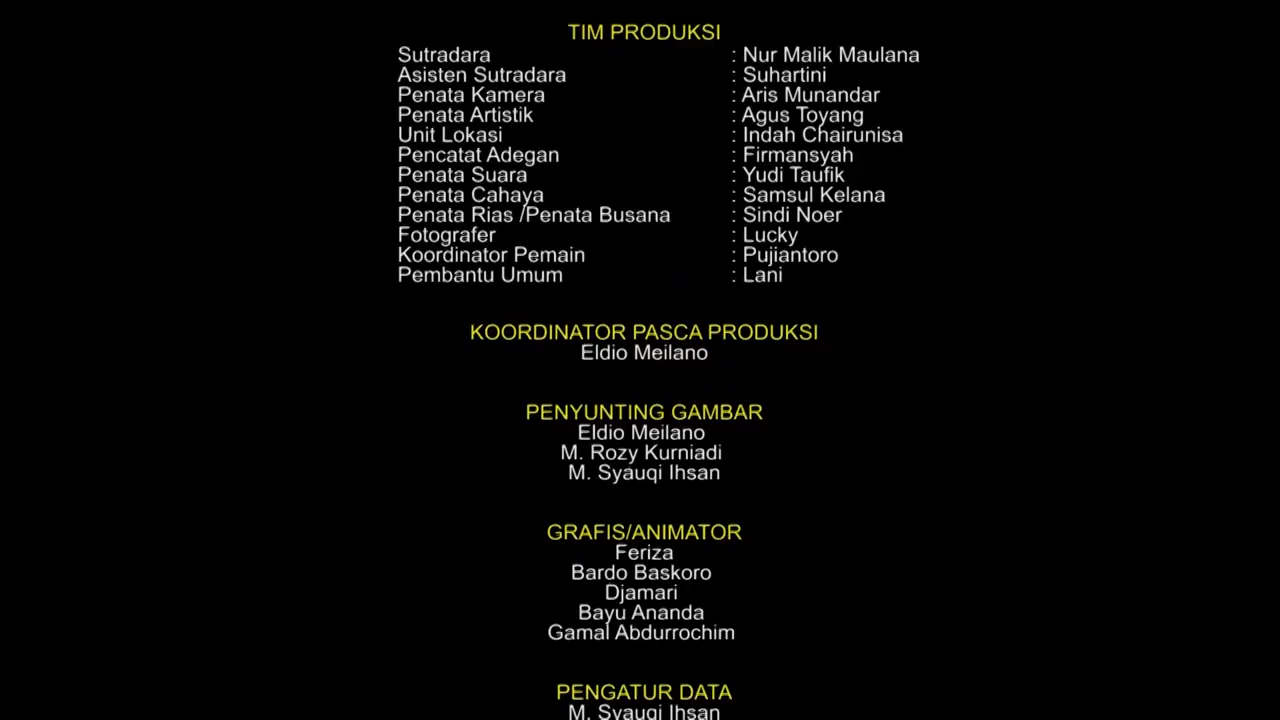 TIM PRODUKSI
Sutradara : Nur Malik Maulana
Asisten Sutradara : Suhartini
Penata Kamera : Aris Munandar
Penata Artistik : Agus Toyang
Unit Lokasi : Indah Chairunisa
Pencatat Adegan : Firmansyah
Penata Suara : Yudi Taufik
Penata Cahaya : Samsul Kelana
Penata Rias /Penata Busana : Sindi Noer
Fotografer : Lucky
Koordinator Pemain : Pujiantoro
Pembantu Umum : Lani
KOORDINATOR PASCA PRODUKSI
Eldio Meilano
PENYUNTING GAMBAR
Eldio Meilano
M. Rozy Kurniadi
M. Syauqi Ihsan
GRAFIS/ANIMATOR
Feriza
Bardo Baskoro
Djamari
Bayu Ananda
Gamal Abdurrochim
PENGATUR DATA
M. Syauqi Ihsan